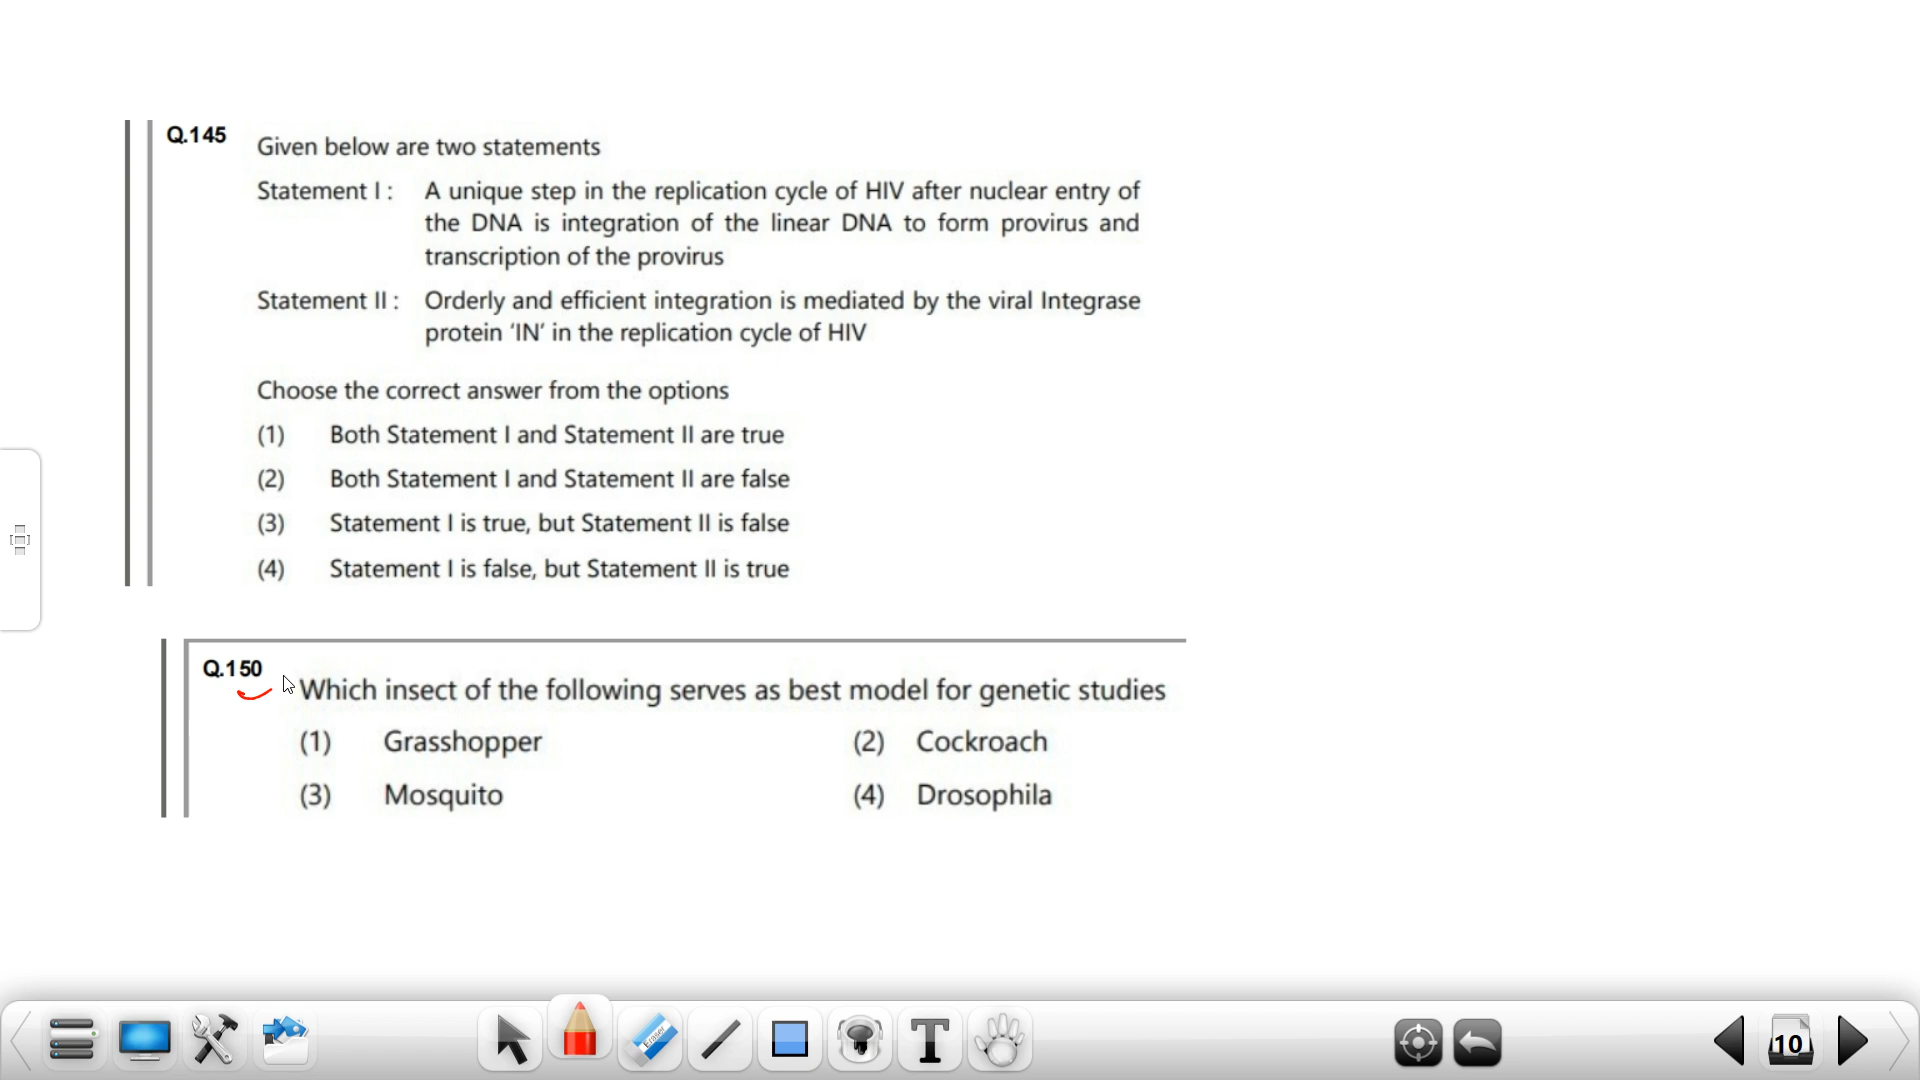 Q.145
Given below are two statements
Statement I : A unique step in the replication cycle of HIV after nuclear entry of
the DNA is integration of the linear DNA to form provirus and
transcription of the provirus
Statement II : Orderly and efficient integration is mediated by the viral Integrase
protein ‘IN’ in the replication cycle of HIV
Choose the correct answer from the options
(1) Both Statement I and Statement II are true
(2) Both Statement I and Statement II are false
(3) Statement I is true, but Statement II is false
(4) Statement I is false, but Statement II is true
Q.150
Which insect of the following serves as best model for genetic studies
(1) Grasshopper (2) Cockroach
(3) Mosquito (4) Drosophila
Eraser
T
10